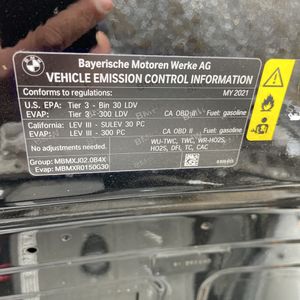 BMW
Bayerische Motoren Werke AG
VEHICLE EMISSION CONTROL INFORMATION
Conforms to regulations: MY 2021
U.S. EPA: Tier 3 - Bin 30 LDV Fuel: gasoline
EVAP: Tier 3 - 300 LDV CA OBD II
California: LEV III - SULEV 30 PC Fuel: gasoline
EVAP: LEV III - 300 PC CA OBD II
No adjustments needed.
Group: MBMXJ02.0B4X WU-TWC, TWC, WR-HO2S,
EVAP: MBMXR0150G30 HO2S, DFI, TC, CAC